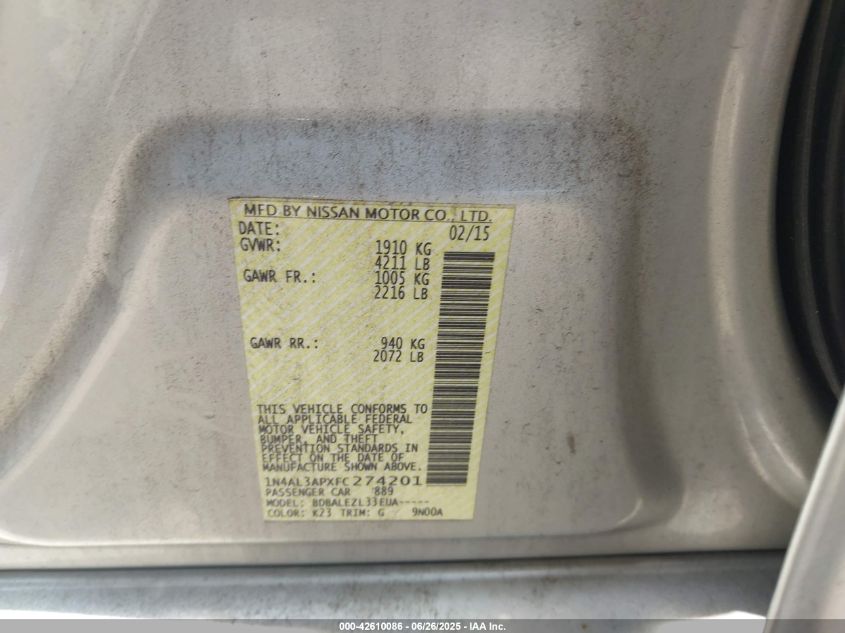 MFD BY NISSAN MOTOR CO., LTD.
DATE: 02/15
GVWR: 1910 KG
4211 LB
GAWR FR.: 1005 KG
2216 LB
GAWR RR.: 940 KG
2072 LB
THIS VEHICLE CONFORMS TO
ALL APPLICABLE FEDERAL
MOTOR VEHICLE SAFETY,
BUMPER, AND THEFT
PREVENTION STANDARDS IN
EFFECT ON THE DATE OF
MANUFACTURE SHOWN ABOVE.
1N4AL3APXFC274201
PASSENGER CAR 889
MODEL: BDBALEZL33EUA-----
COLOR: K23 TRIM: G 9N00A
000-42610086 - 06/26/2025 - IAA Inc.